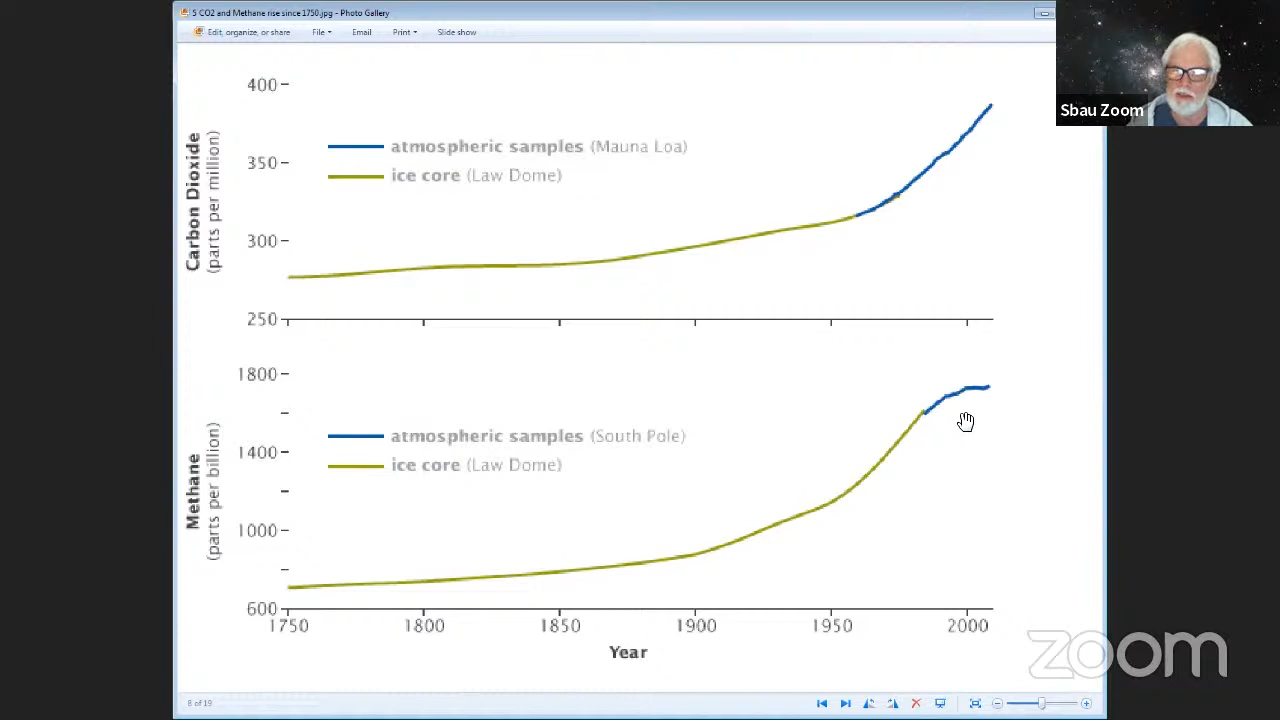 5 CO2 and Methane rise since 1750.jpg - Photo Gallery
Edit, organize, or share File Email Print Slide show
Sbau Zoom
400
350
300
250
Carbon Dioxide
(parts per million)
atmospheric samples (Mauna Loa)
ice core (Law Dome)
1800
1400
1000
600
Methane
(parts per billion)
atmospheric samples (South Pole)
ice core (Law Dome)
1750 1800 1850 1900 1950 2000
Year
zoom
8 of 19